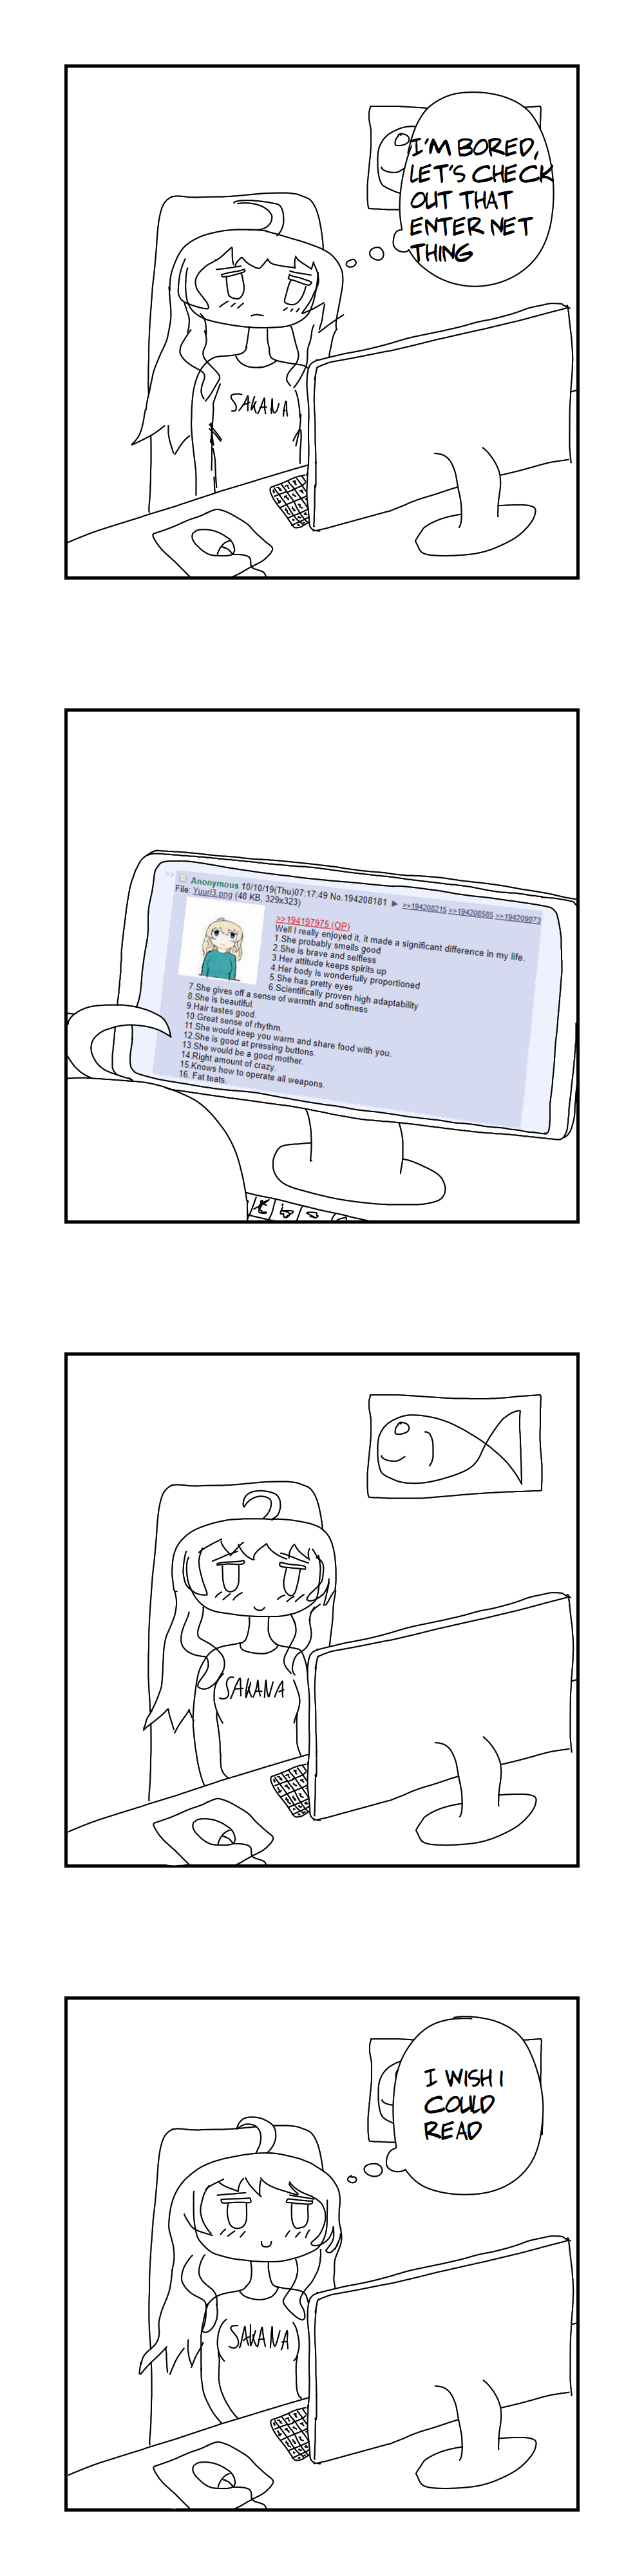 I'M BORED,
LET'S CHECK
OUT THAT
ENTER NET
THING
SAKANA
>> Anonymous 10/10/19(Thu)07:17:49 No.194208181 ▶ >>194208215 >>194208585 >>194209073
File: Yuuri3.png (48 KB, 329x323)
>>194197975 (OP)
Well I really enjoyed it, it made a significant difference in my life.
1.She probably smells good
2.She is brave and selfless
3.Her attitude keeps spirits up
4.Her body is wonderfully proportioned
5.She has pretty eyes
6.Scientifically proven high adaptability
7.She gives off a sense of warmth and softness
8.She is beautiful.
9.Hair tastes good.
10.Great sense of rhythm.
11.She would keep you warm and share food with you.
12.She is good at pressing buttons.
13.She would be a good mother.
14.Right amount of crazy.
15.Knows how to operate all weapons.
16. Fat teats.
SAKANA
I WISH I
COULD
READ
SAKANA